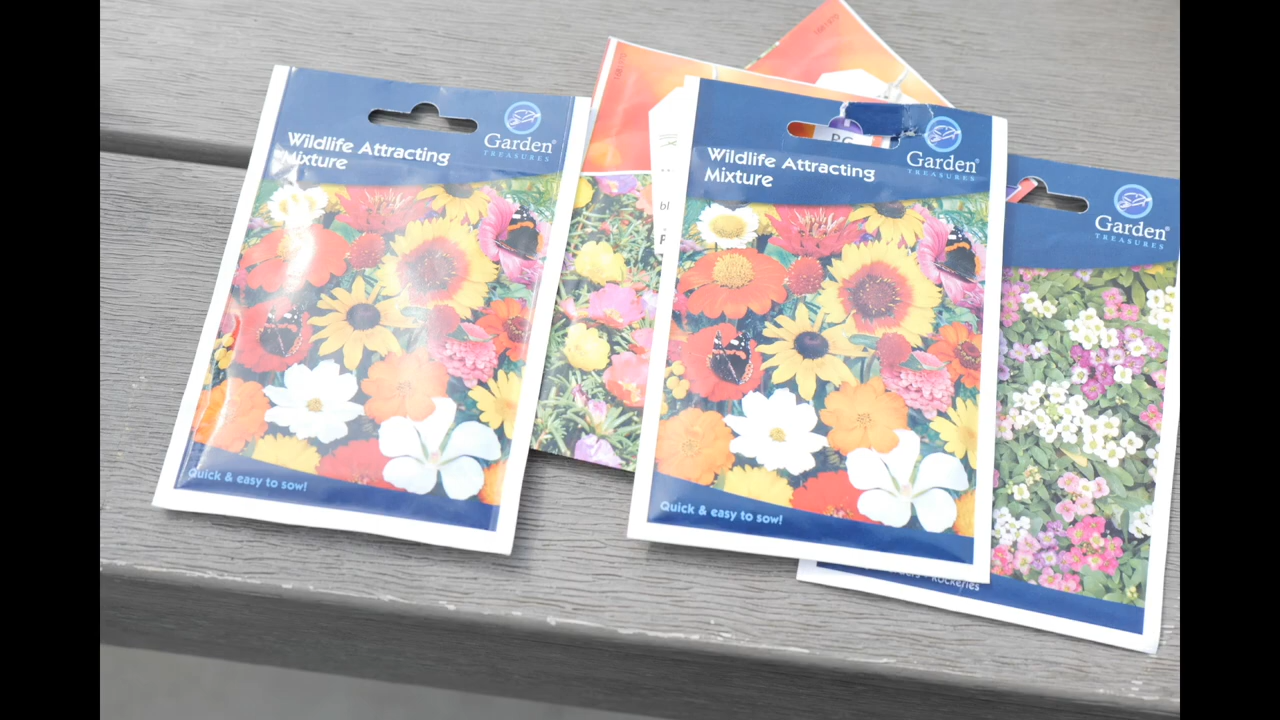 Wildlife Attracting
Mixture
Garden®
TREASURES
Quick & easy to sow!
Wildlife Attracting
Mixture
Garden®
TREASURES
Quick & easy to sow!
Garden®
TREASURES
Rockeries